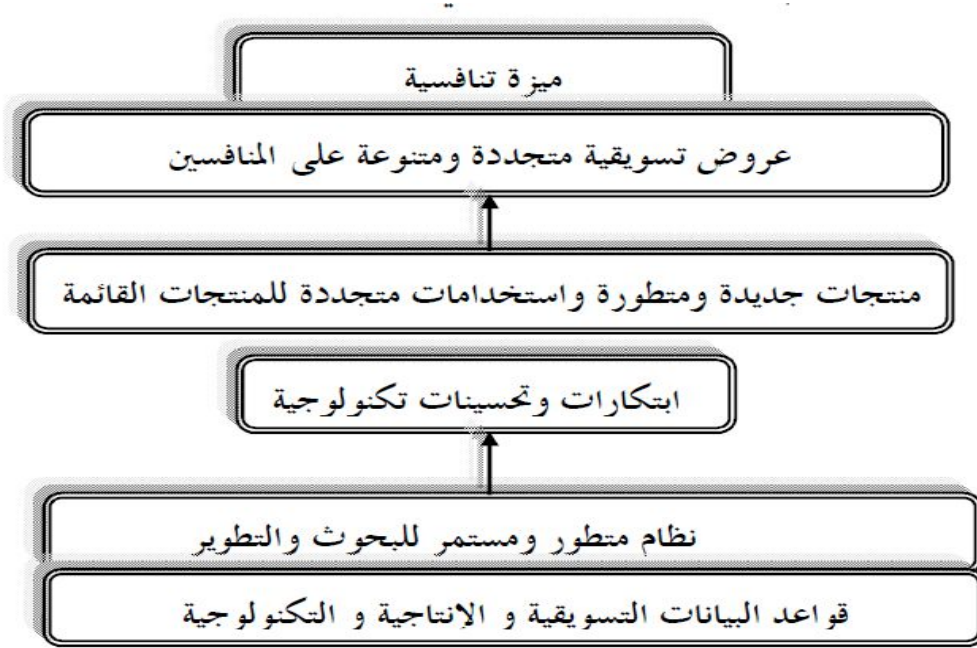 ميزة تنافسية
عروض تسويقية متجددة ومتنوعة على المنافسين
منتجات جديدة ومتطورة واستخدامات متجددة للمنتجات القائمة
ابتكارات وتحسينات تكنولوجية
نظام متطور ومستمر للبحوث والتطوير
قواعد البيانات التسويقية و الإنتاجية و التكنولوجية